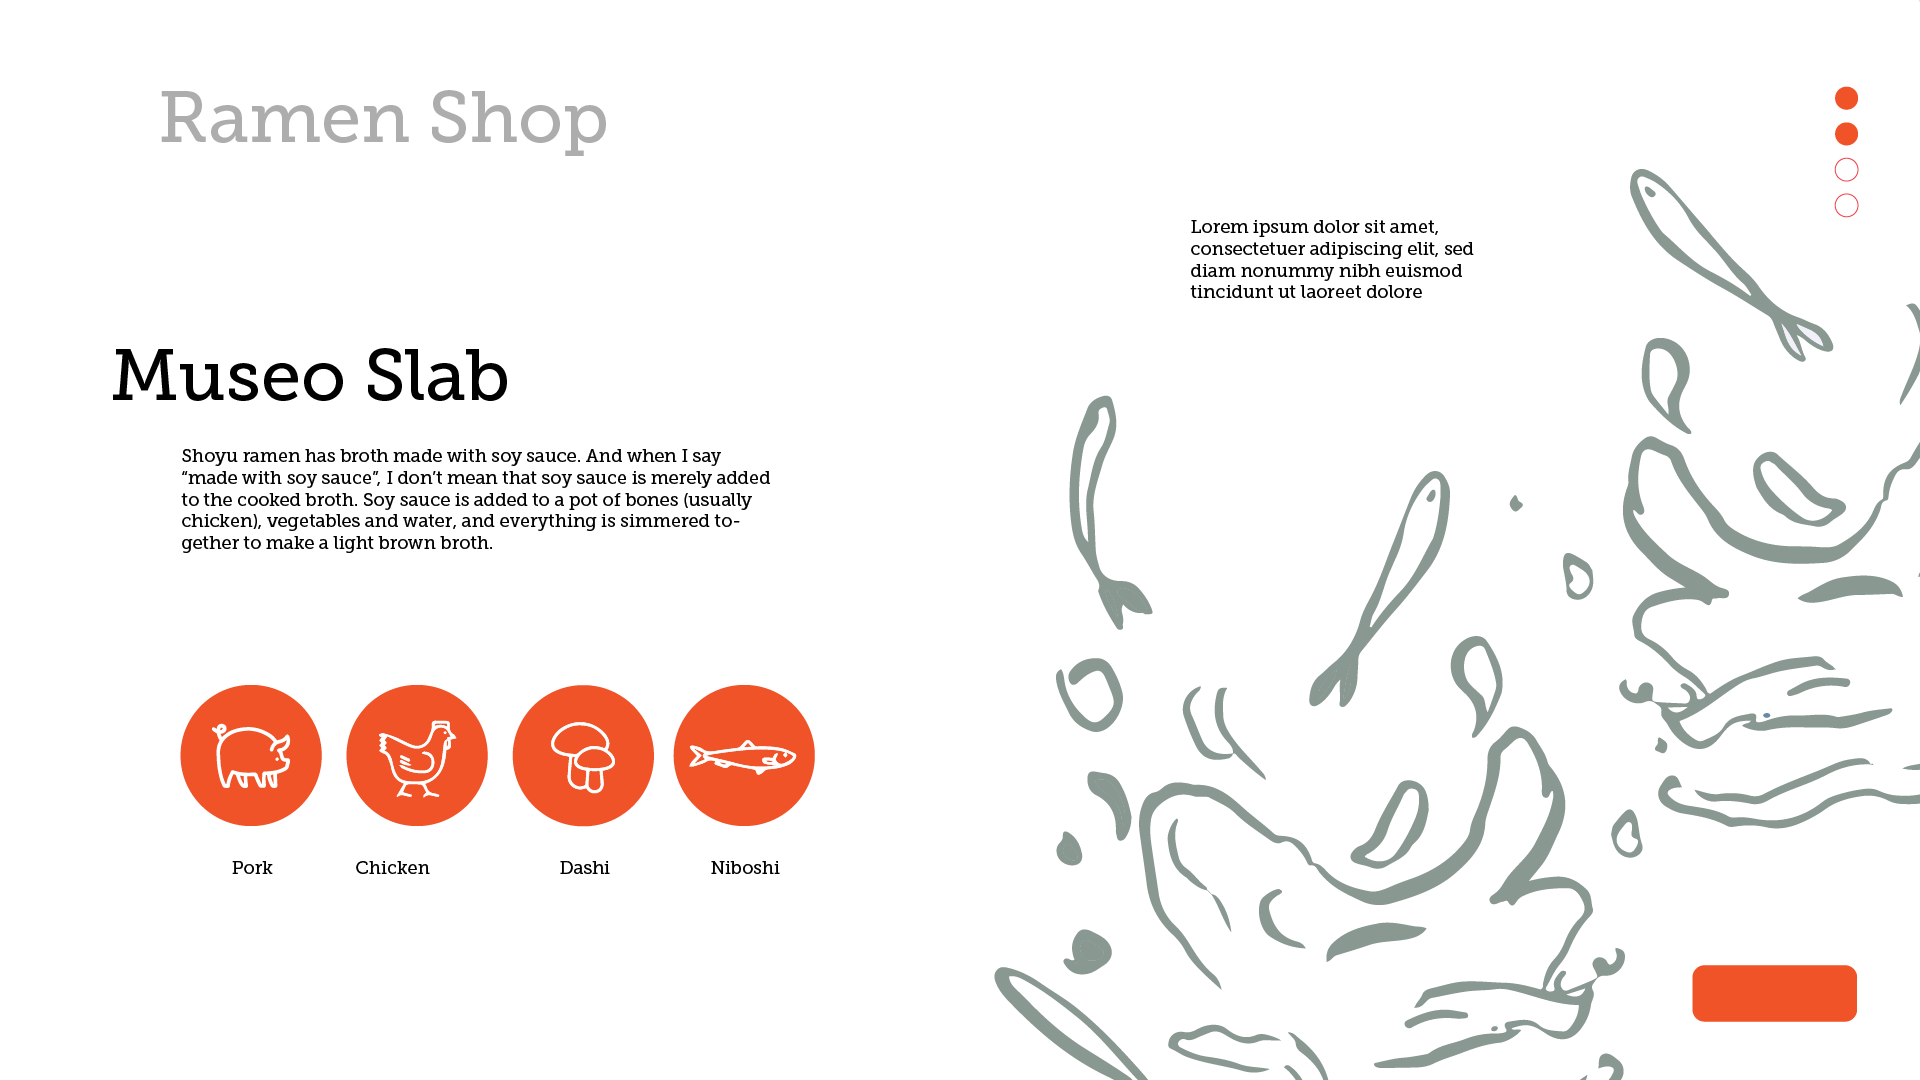 Ramen Shop
Lorem ipsum dolor sit amet,
consectetuer adipiscing elit, sed
diam nonummy nibh euismod
tincidunt ut laoreet dolore
Museo Slab
Shoyu ramen has broth made with soy sauce. And when I say
“made with soy sauce”, I don’t mean that soy sauce is merely added
to the cooked broth. Soy sauce is added to a pot of bones (usually
chicken), vegetables and water, and everything is simmered to-
gether to make a light brown broth.
Pork
Chicken
Dashi
Niboshi